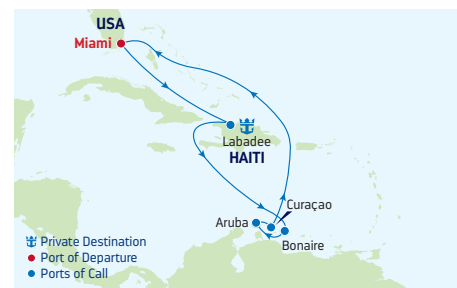 USA
Miami
Labadee
HAITI
Curaçao
Aruba
Bonaire
Private Destination
Port of Departure
Ports of Call